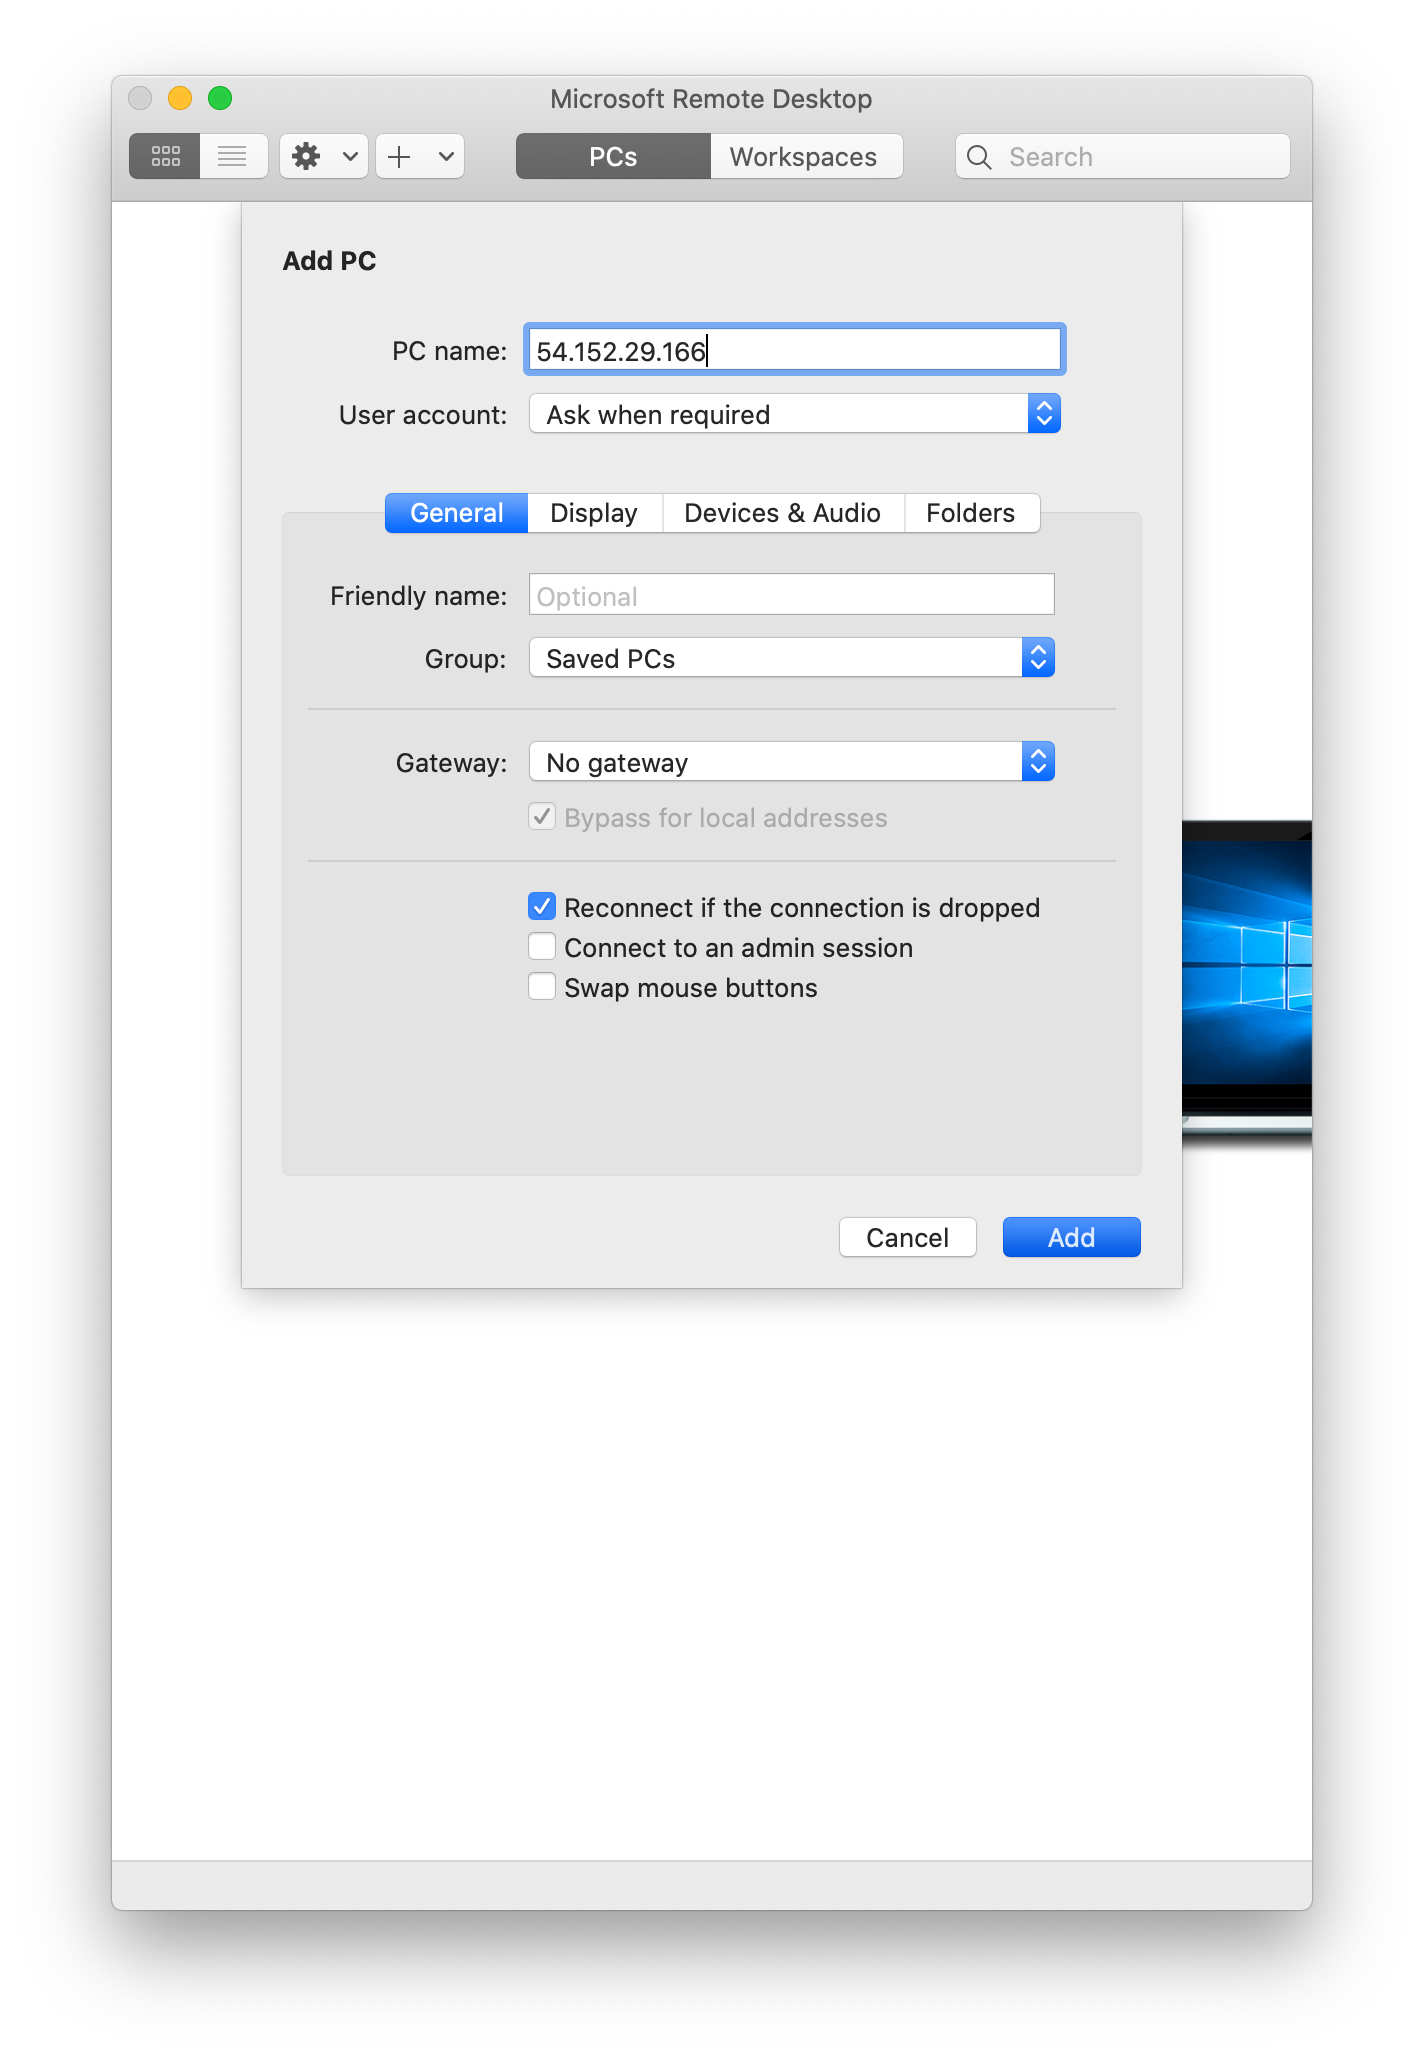 Microsoft Remote Desktop
PCs Workspaces Search
Add PC
PC name: 54.152.29.166
User account: Ask when required
General Display Devices & Audio Folders
Friendly name: Optional
Group: Saved PCs
Gateway: No gateway
Bypass for local addresses
Reconnect if the connection is dropped
Connect to an admin session
Swap mouse buttons
Cancel Add